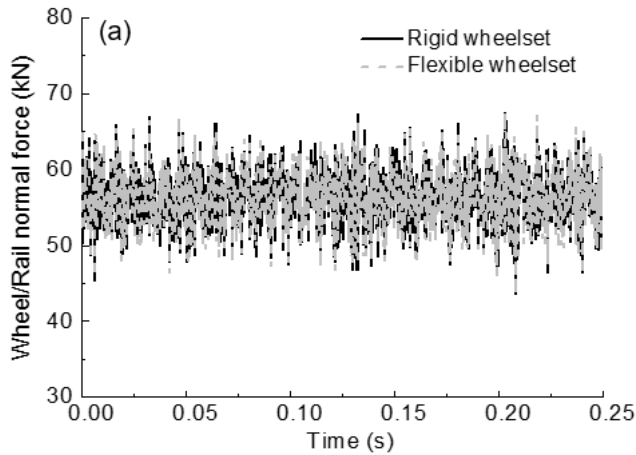 80
(a)
Rigid wheelset
Flexible wheelset
70
60
50
40
30
Wheel/Rail normal force (kN)
0.00 0.05 0.10 0.15 0.20 0.25
Time (s)